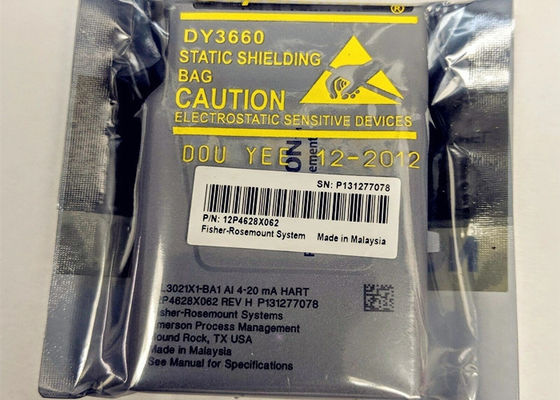 DY3660
STATIC SHIELDING
BAG
CAUTION
ELECTROSTATIC SENSITIVE DEVICES
DOU YEE 12-2012
SN: P131277078
P/N: 12P4628X062
Fisher-Rosemount System Made in Malaysia
L3021X1-BA1 AI 4-20 mA HART
2P4628X062 REV H P131277078
Fisher-Rosemount Systems
merson Process Management
ound Rock, TX USA
Made in Malaysia
See Manual for Specifications